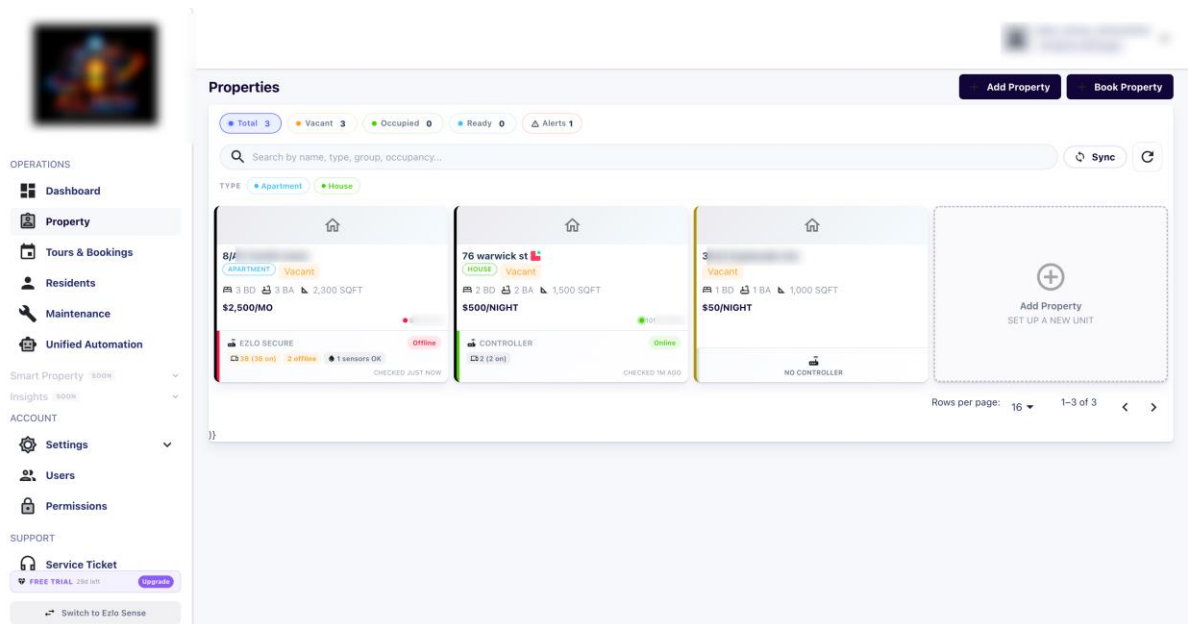 Properties
Add Property
Book Property
Total 3
Vacant 3
Occupied 0
Ready 0
Alerts 1
Search by name, type, group, occupancy...
Sync
TYPE
Apartment
House
OPERATIONS
Dashboard
Property
Tours & Bookings
Residents
Maintenance
Unified Automation
Smart Property SOON
Insights SOON
ACCOUNT
Settings
Users
Permissions
SUPPORT
Service Ticket
FREE TRIAL 29d left
Upgrade
Switch to Ezlo Sense
APARTMENT Vacant
3 BD 3 BA 2,300 SQFT
$2,500/MO
EZLO SECURE Offline
38 (36 on) 2 offline 1 sensors OK
CHECKED JUST NOW
76 warwick st
HOUSE Vacant
2 BD 2 BA 1,500 SQFT
$500/NIGHT
CONTROLLER Online
2 (2 on)
CHECKED 1M AGO
Vacant
1 BD 1 BA 1,000 SQFT
$50/NIGHT
NO CONTROLLER
Add Property
SET UP A NEW UNIT
Rows per page: 16
1–3 of 3
)}